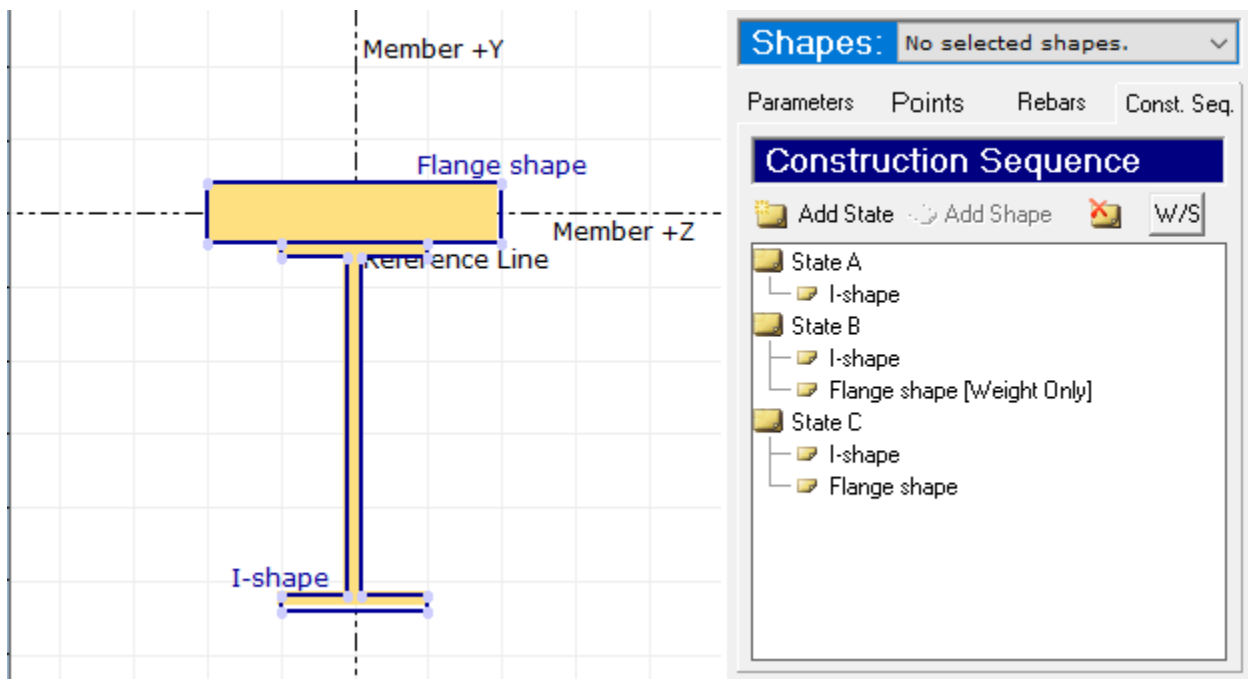 Member +Y
Flange shape
Member +Z
Reference Line
I-shape
Shapes: No selected shapes.
Parameters Points Rebars Const. Seq.
Construction Sequence
Add State Add Shape W/S
State A
I-shape
State B
I-shape
Flange shape [Weight Only]
State C
I-shape
Flange shape